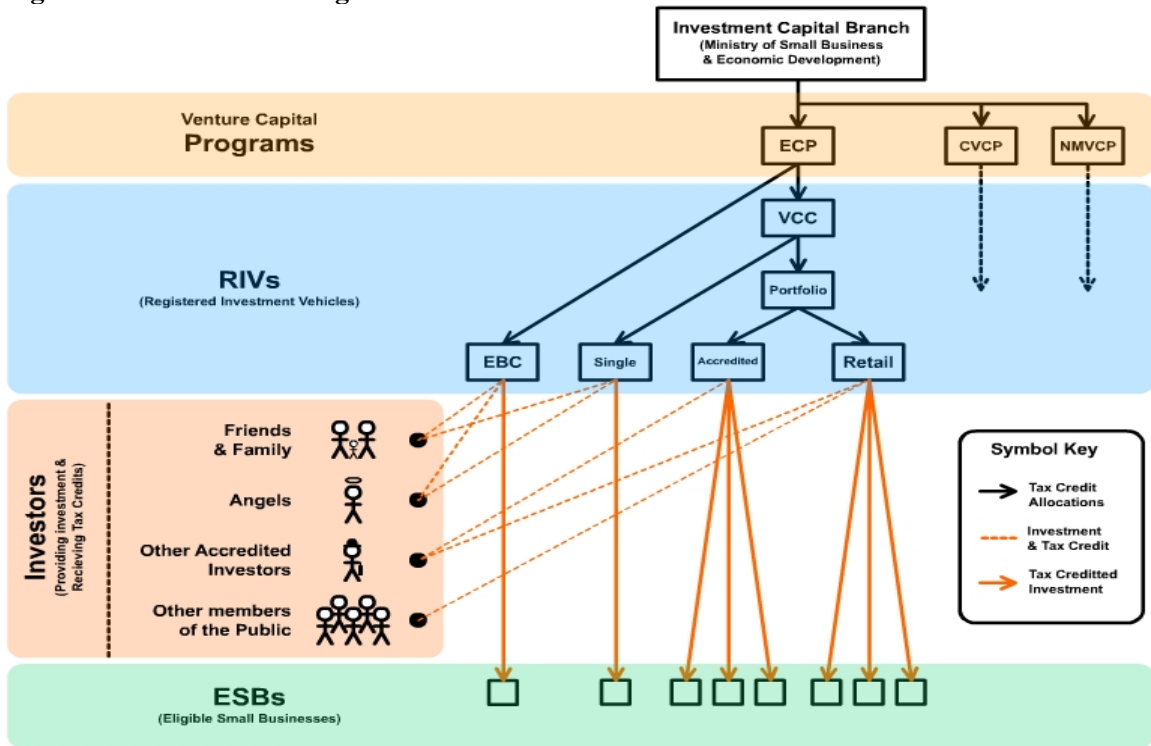 Investment Capital Branch
(Ministry of Small Business
& Economic Development)
Venture Capital
Programs
ECP
CVCP
NMVCP
VCC
RIVs
(Registered Investment Vehicles)
Portfolio
EBC
Single
Accredited
Retail
Investors
(Providing investment &
Recieving Tax Credits)
Friends
& Family
Angels
Other Accredited
Investors
Other members
of the Public
Symbol Key
Tax Credit
Allocations
Investment
& Tax Credit
Tax Creditted
Investment
ESBs
(Eligible Small Businesses)